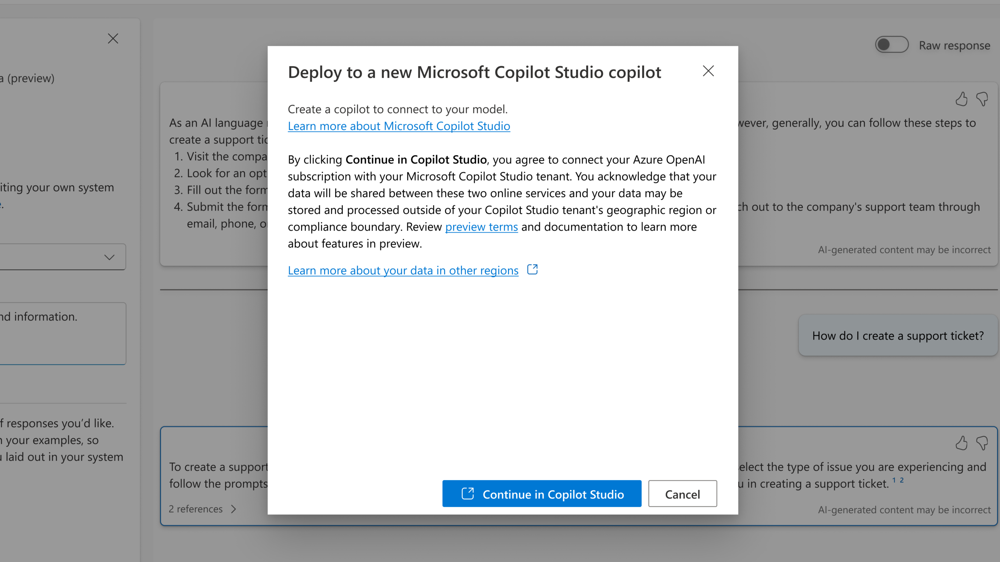 a (preview)
iting your own system
e.
nd information.
f responses you'd like.
n your examples, so
u laid out in your system
Raw response
As an AI language
create a support tic
1. Visit the compa
2. Look for an opt
3. Fill out the form
4. Submit the form
email, phone, o
wever, generally, you can follow these steps to
ch out to the company's support team through
AI-generated content may be incorrect
How do I create a support ticket?
To create a support
follow the prompts
elect the type of issue you are experiencing and
u in creating a support ticket. 1 2
2 references
AI-generated content may be incorrect
Deploy to a new Microsoft Copilot Studio copilot
Create a copilot to connect to your model.
Learn more about Microsoft Copilot Studio
By clicking Continue in Copilot Studio, you agree to connect your Azure OpenAI
subscription with your Microsoft Copilot Studio tenant. You acknowledge that your
data will be shared between these two online services and your data may be
stored and processed outside of your Copilot Studio tenant's geographic region or
compliance boundary. Review preview terms and documentation to learn more
about features in preview.
Learn more about your data in other regions
Continue in Copilot Studio
Cancel